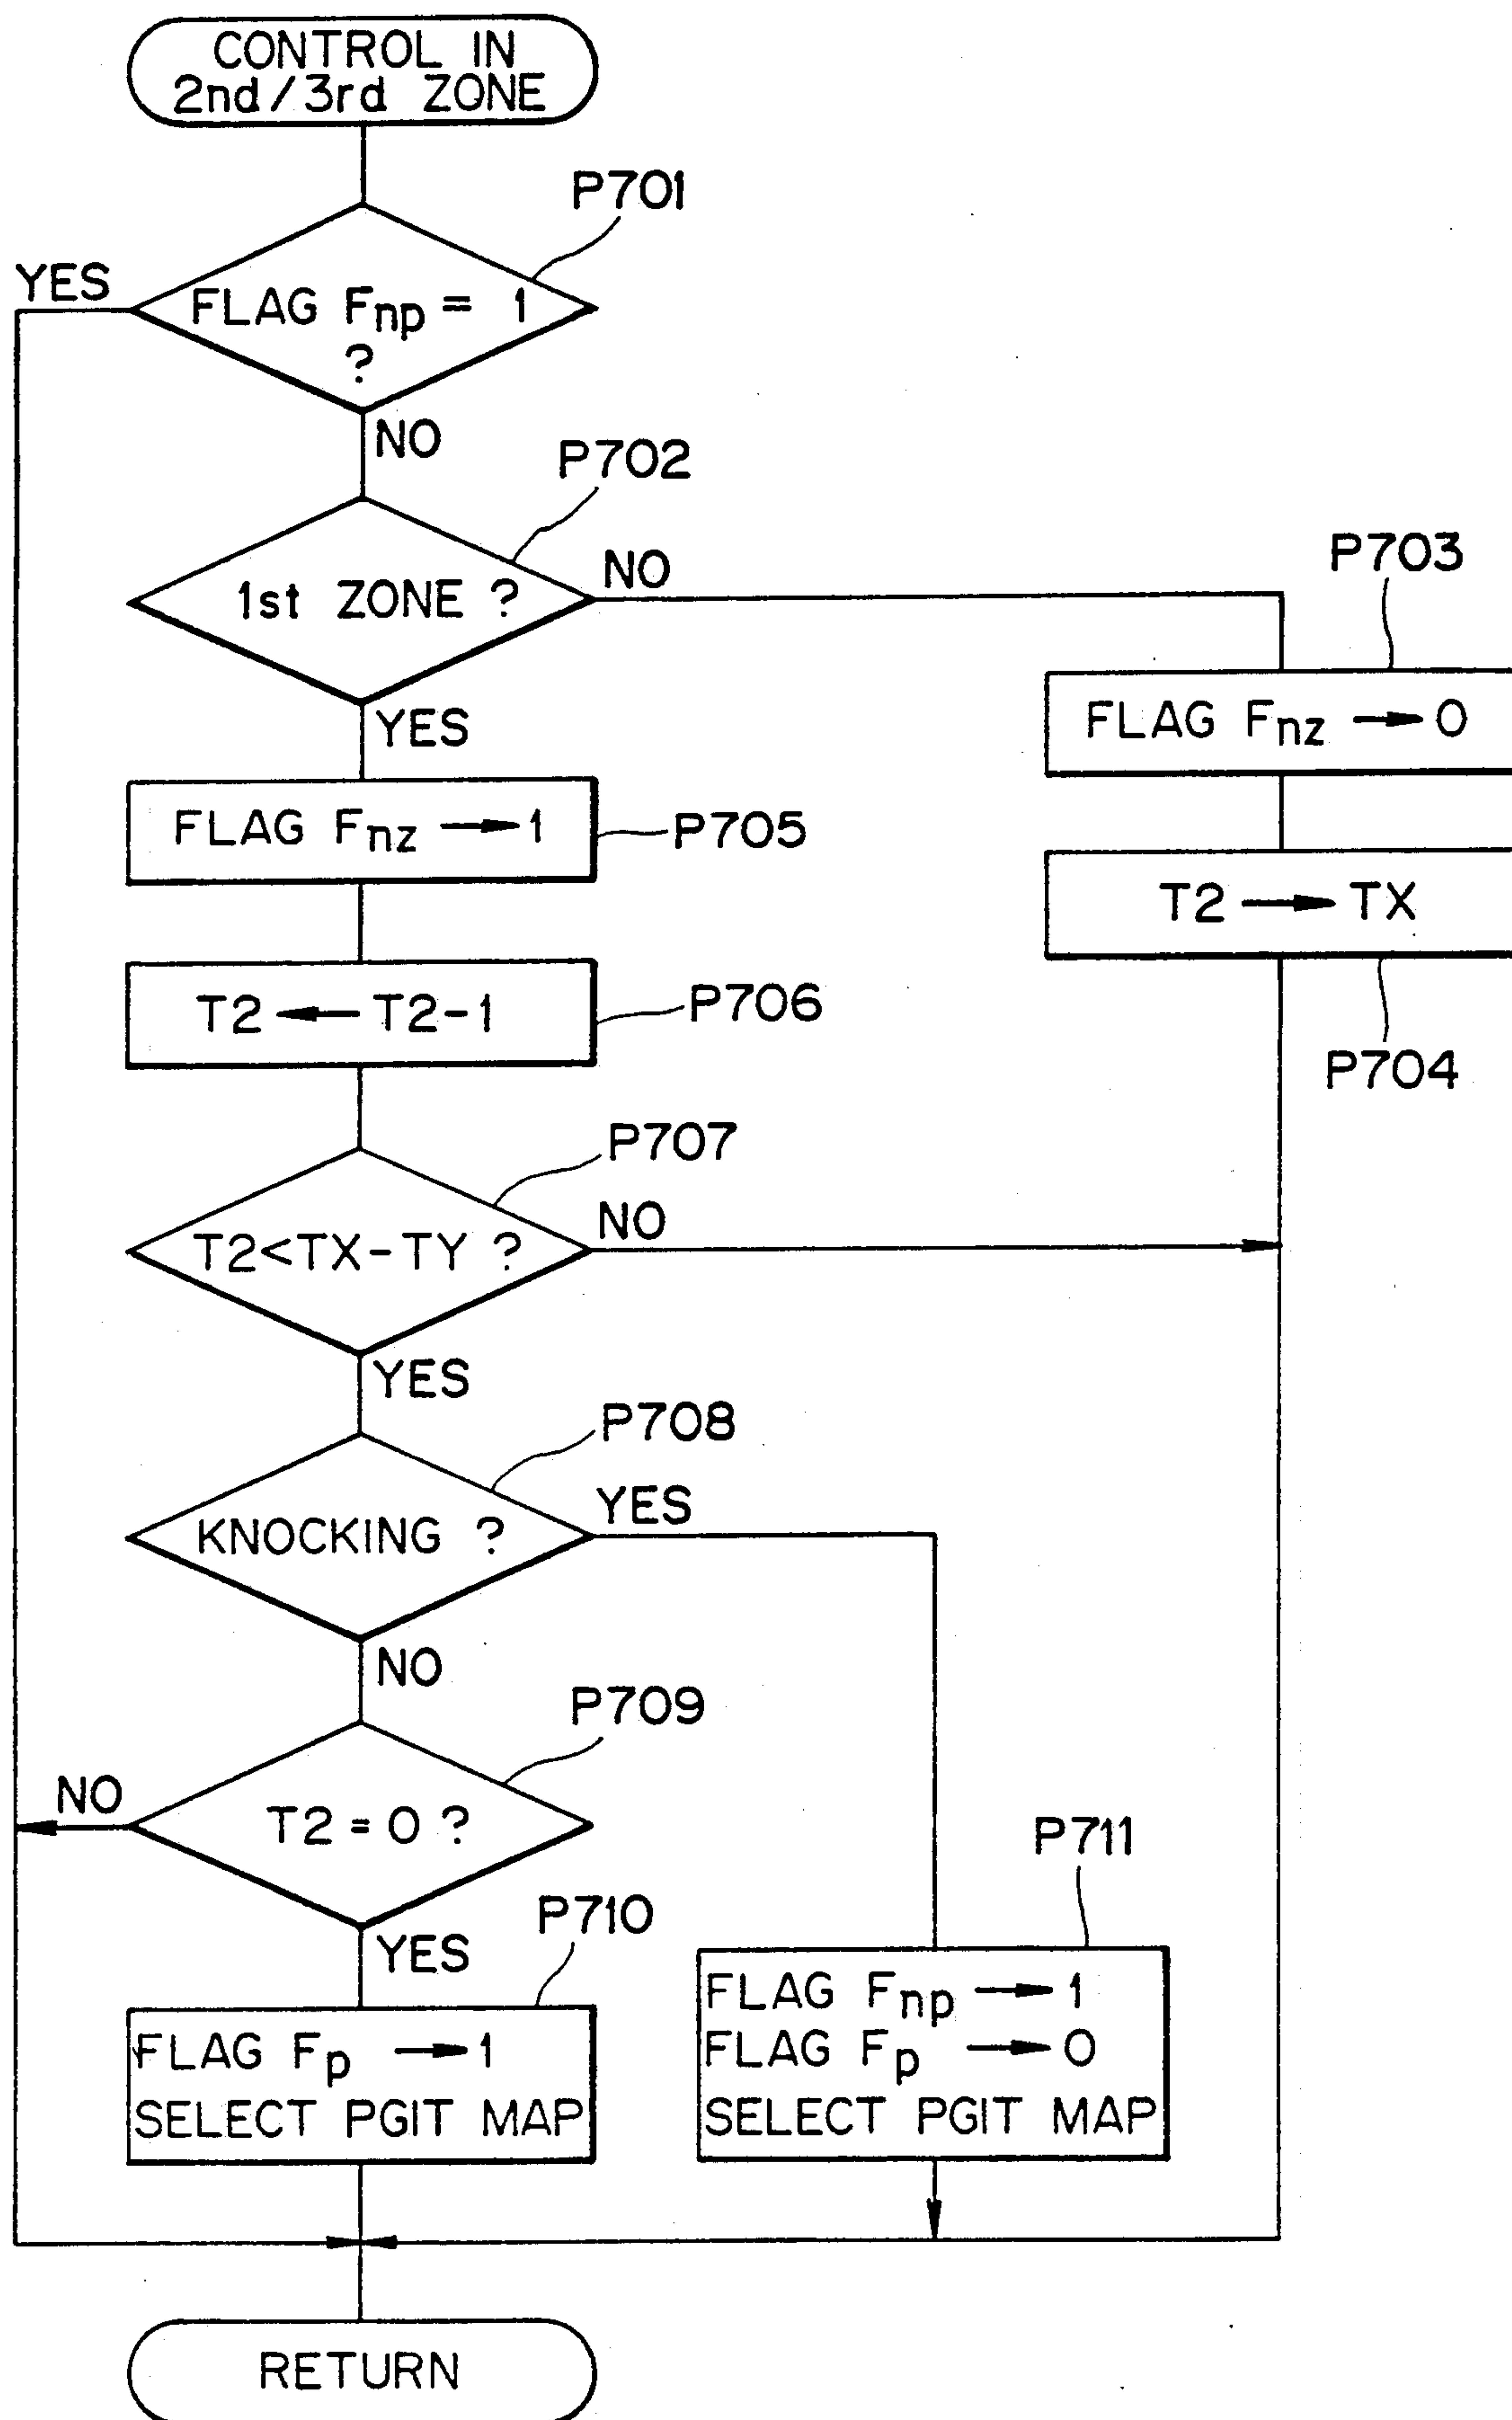 CONTROL IN
2nd/3rd ZONE
P701
YES
FLAG Fnp = 1
?
NO
P702
1st ZONE ?
NO
P703
FLAG Fnz → 0
YES
FLAG Fnz → 1
P705
T2 → TX
P704
T2 ← T2-1
P706
P707
T2<TX-TY ?
NO
YES
P708
KNOCKING ?
YES
NO
P709
NO
T2 = 0 ?
YES
P710
FLAG Fp → 1
SELECT PGIT MAP
P711
FLAG Fnp → 1
FLAG Fp → 0
SELECT PGIT MAP
RETURN